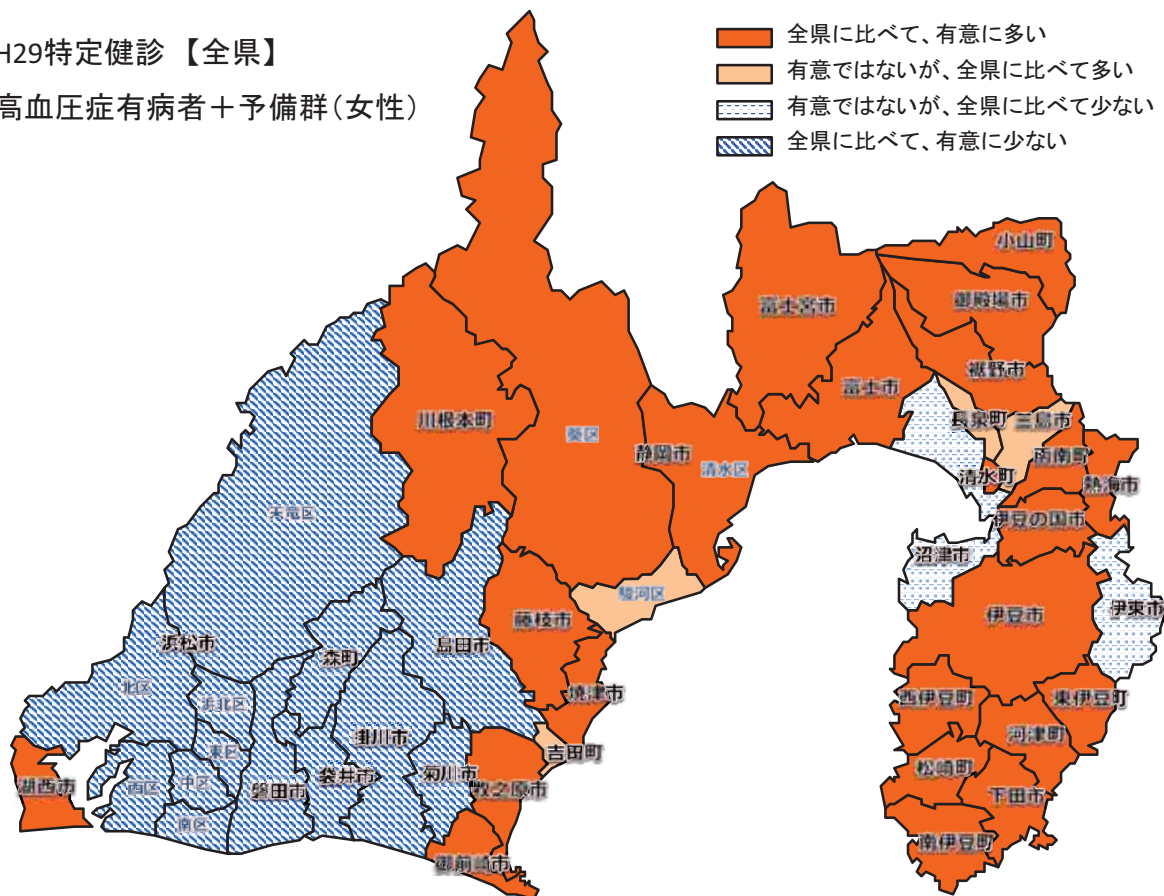 H29特定健診 【全県】
高血圧症有病者＋予備群（女性）
全県に比べて、有意に多い
有意ではないが、全県に比べて多い
有意ではないが、全県に比べて少ない
全県に比べて、有意に少ない
小山町
御殿場市
富士宮市
裾野市
富士市
川根本町
長泉町
三島市
葵区
静岡市
清水区
函南町
清水町
熱海市
天竜区
伊豆の国市
沼津市
駿河区
伊東市
藤枝市
伊豆市
浜松市
島田市
森町
北区
焼津市
西伊豆町
東伊豆町
浜北区
河津町
掛川市
東区
吉田町
松崎町
湖西市
西区
中区
磐田市
袋井市
菊川市
牧之原市
下田市
南区
南伊豆町
御前崎市